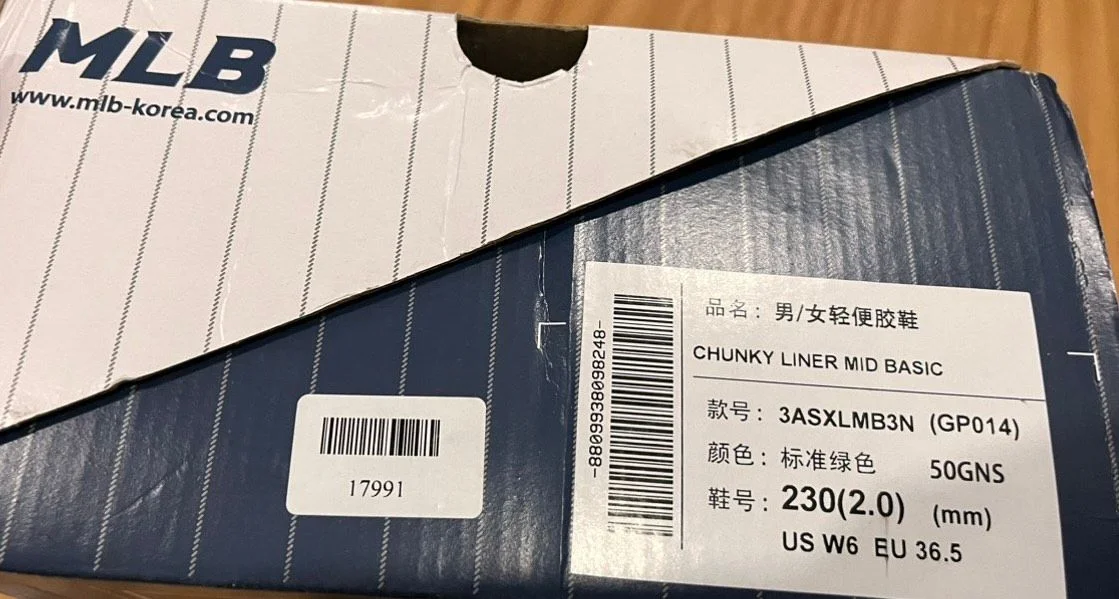 MLB
www.mlb-korea.com
品名：男/女轻便胶鞋
CHUNKY LINER MID BASIC
款号：3ASXLMB3N (GP014)
颜色：标准绿色 50GNS
鞋号：230(2.0) (mm)
US W6 EU 36.5
-8809938098248-
17991